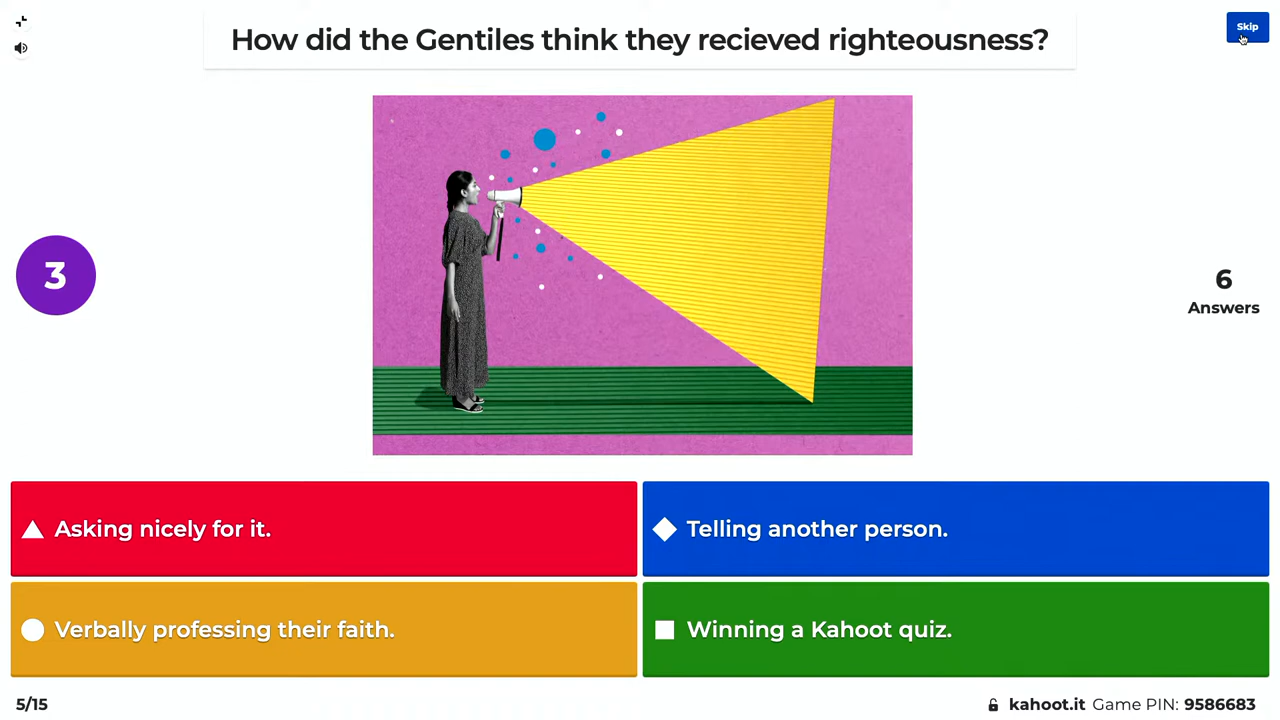 How did the Gentiles think they recieved righteousness?
Skip
3
6
Answers
Asking nicely for it.
Telling another person.
Verbally professing their faith.
Winning a Kahoot quiz.
5/15
kahoot.it Game PIN: 9586683